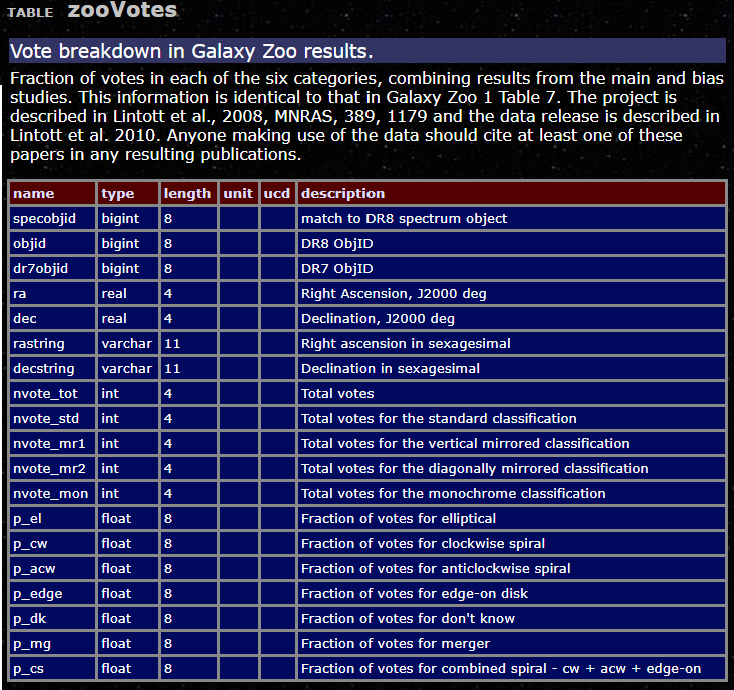 TABLE zooVotes
Vote breakdown in Galaxy Zoo results.
Fraction of votes in each of the six categories, combining results from the main and bias
studies. This information is identical to that in Galaxy Zoo 1 Table 7. The project is
described in Lintott et al., 2008, MNRAS, 389, 1179 and the data release is described in
Lintott et al. 2010. Anyone making use of the data should cite at least one of these
papers in any resulting publications.
name type length unit ucd description
specobjid bigint 8 match to DR8 spectrum object
objid bigint 8 DR8 ObjID
dr7objid bigint 8 DR7 ObjID
ra real 4 Right Ascension, J2000 deg
dec real 4 Declination, J2000 deg
rastring varchar 11 Right ascension in sexagesimal
decstring varchar 11 Declination in sexagesimal
nvote_tot int 4 Total votes
nvote_std int 4 Total votes for the standard classification
nvote_mr1 int 4 Total votes for the vertical mirrored classification
nvote_mr2 int 4 Total votes for the diagonally mirrored classification
nvote_mon int 4 Total votes for the monochrome classification
p_el float 8 Fraction of votes for elliptical
p_cw float 8 Fraction of votes for clockwise spiral
p_acw float 8 Fraction of votes for anticlockwise spiral
p_edge float 8 Fraction of votes for edge-on disk
p_dk float 8 Fraction of votes for don't know
p_mg float 8 Fraction of votes for merger
p_cs float 8 Fraction of votes for combined spiral - cw + acw + edge-on